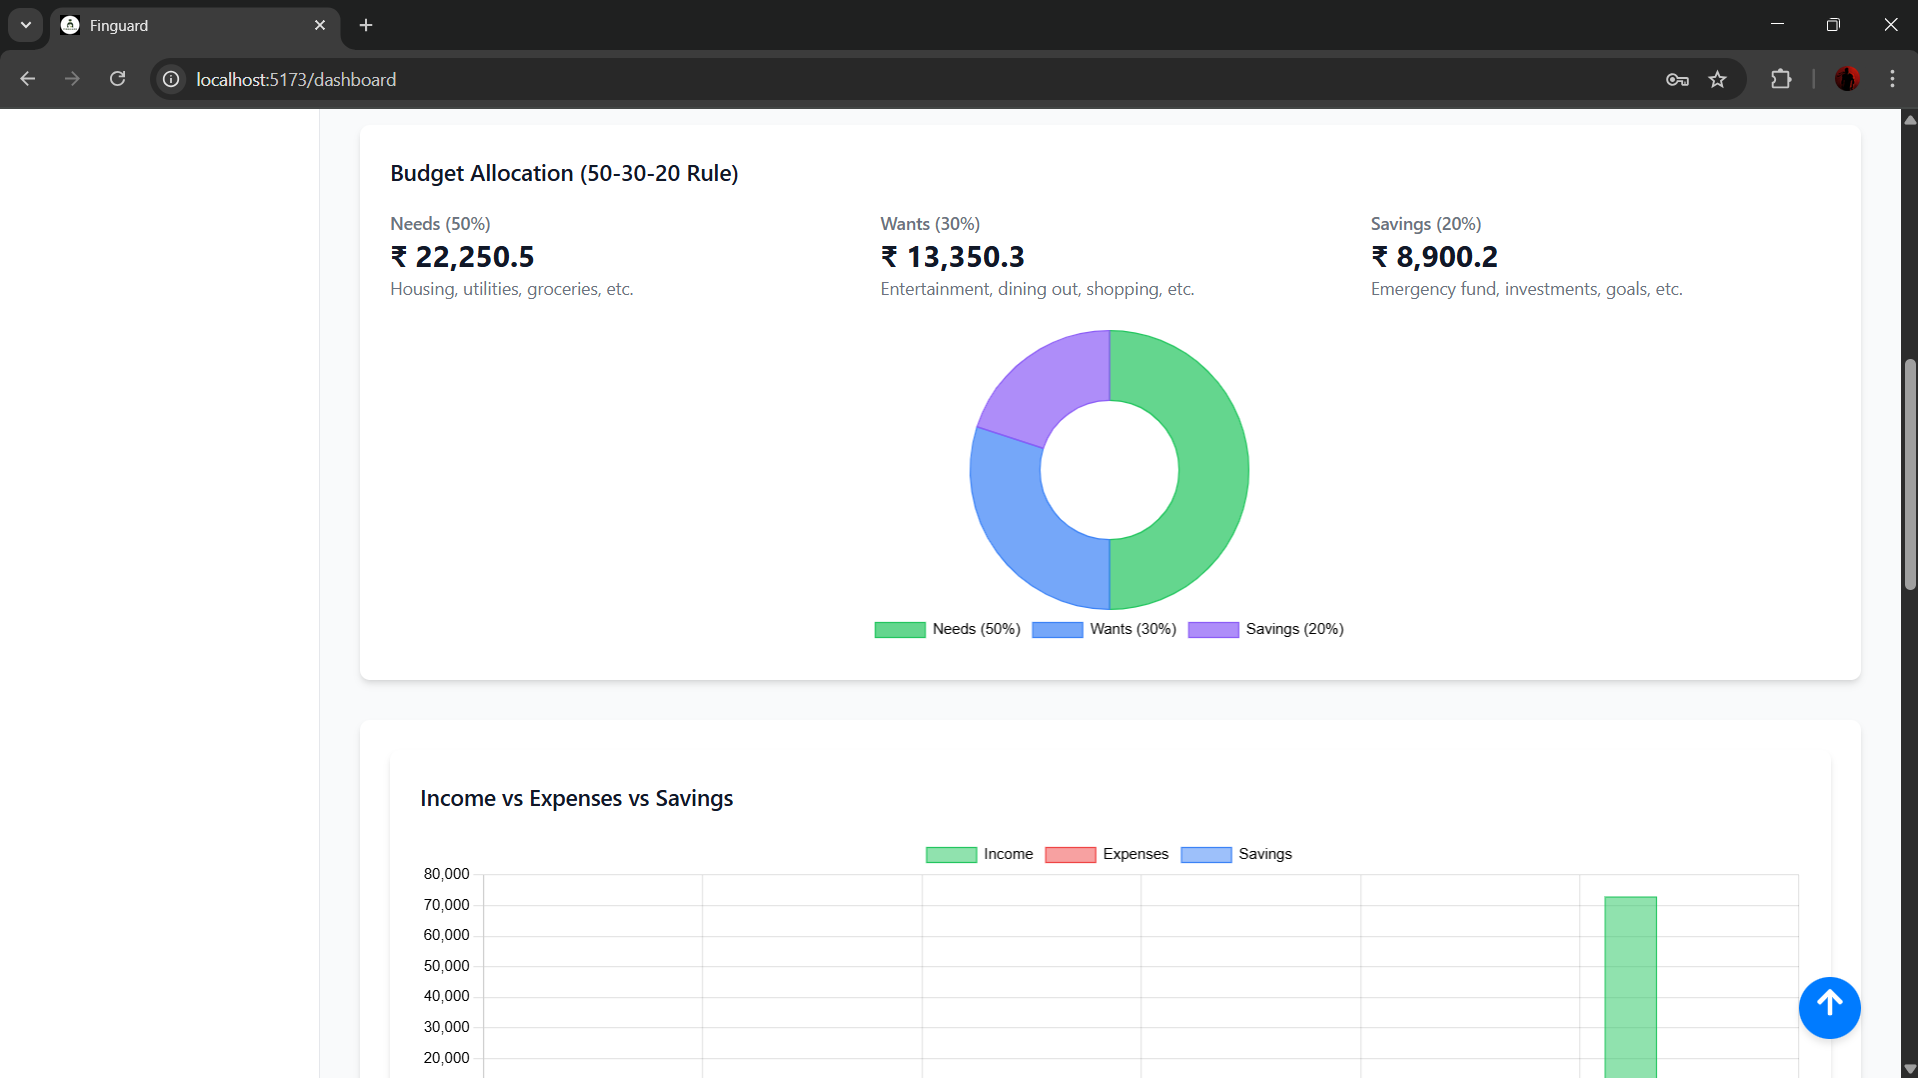 Finguard
localhost:5173/dashboard
Budget Allocation (50-30-20 Rule)
Needs (50%)
₹ 22,250.5
Housing, utilities, groceries, etc.
Wants (30%)
₹ 13,350.3
Entertainment, dining out, shopping, etc.
Savings (20%)
₹ 8,900.2
Emergency fund, investments, goals, etc.
Needs (50%) Wants (30%) Savings (20%)
Income vs Expenses vs Savings
Income Expenses Savings
80,000
70,000
60,000
50,000
40,000
30,000
20,000